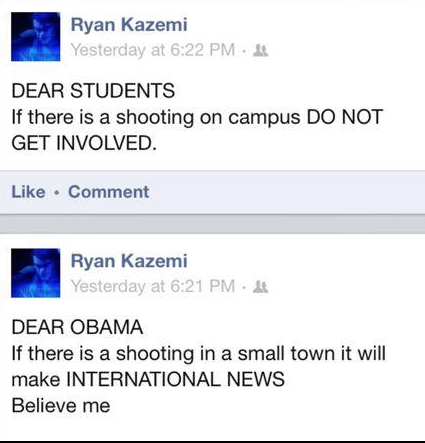 Ryan Kazemi
Yesterday at 6:22 PM ·
DEAR STUDENTS
If there is a shooting on campus DO NOT
GET INVOLVED.
Like • Comment
Ryan Kazemi
Yesterday at 6:21 PM ·
DEAR OBAMA
If there is a shooting in a small town it will
make INTERNATIONAL NEWS
Believe me